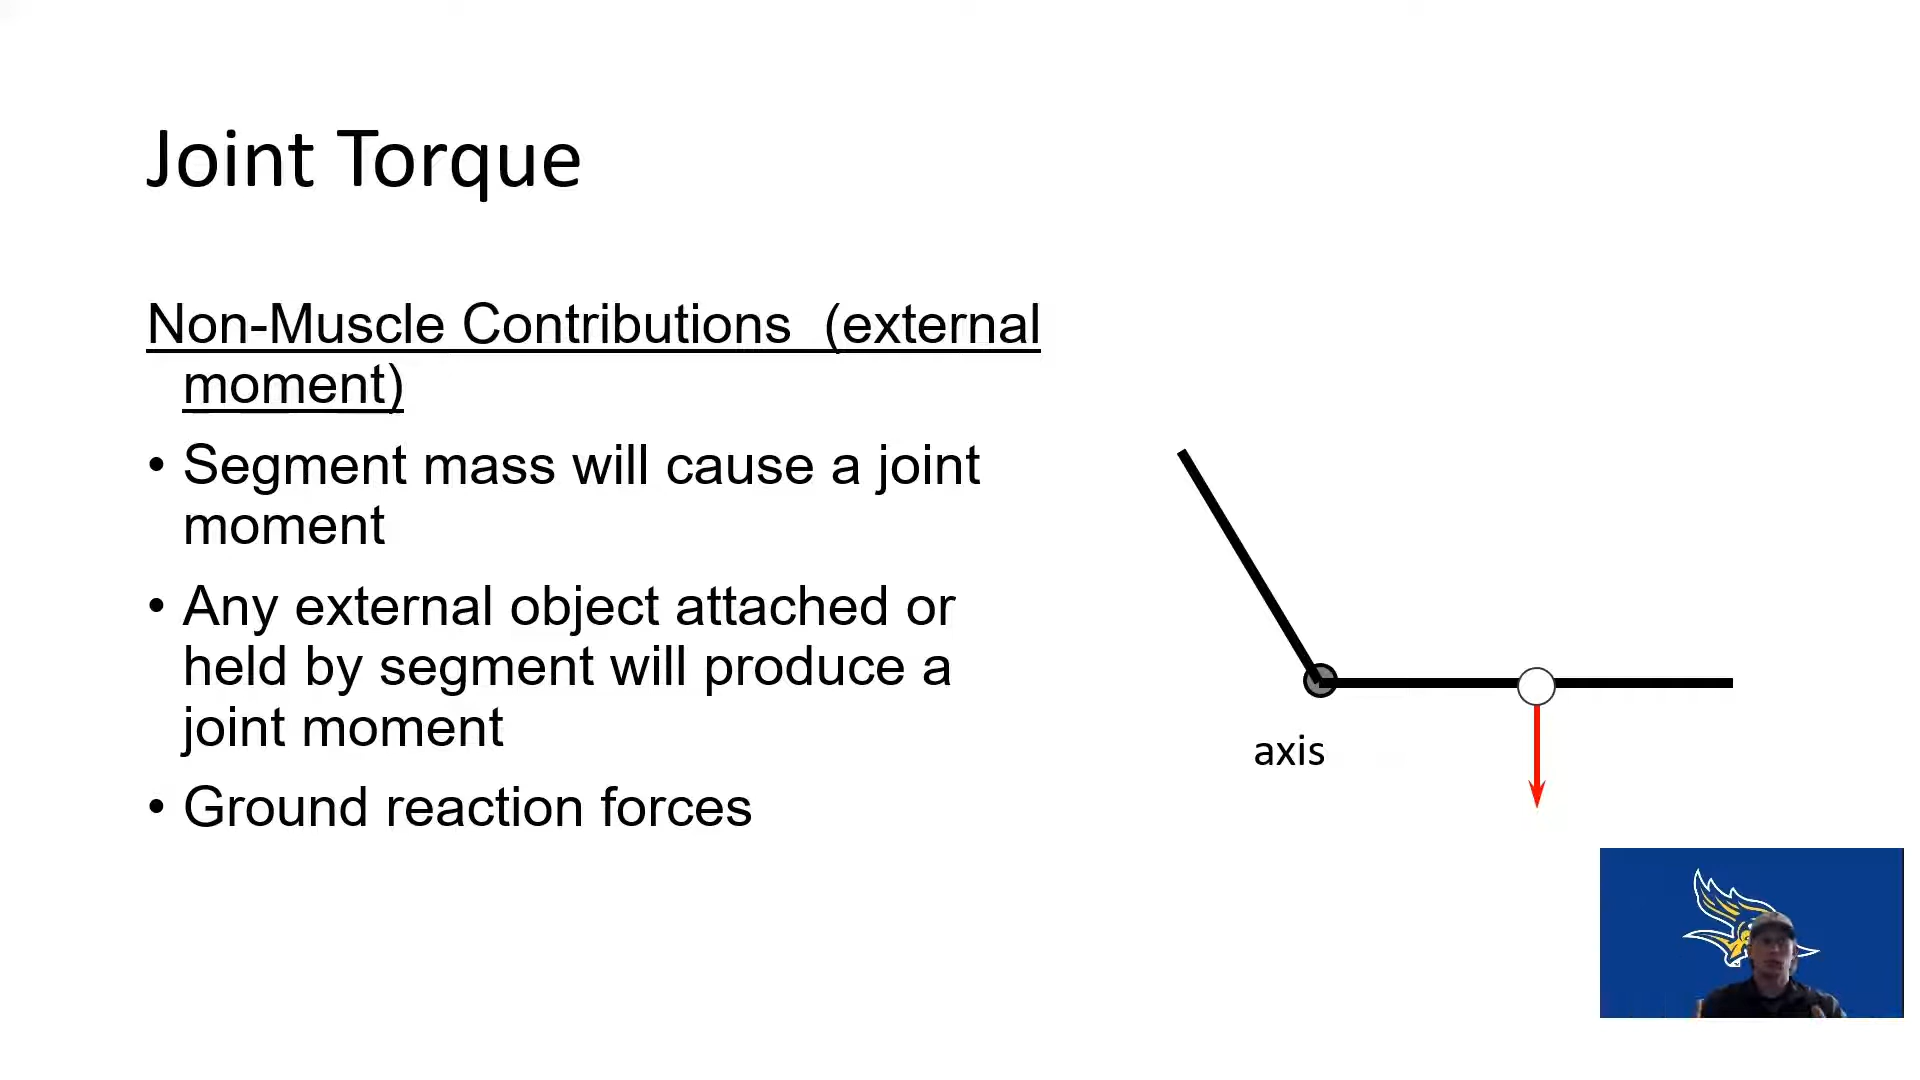 Joint Torque
Non-Muscle Contributions  (external
moment)
• Segment mass will cause a joint
moment
• Any external object attached or
held by segment will produce a
joint moment
• Ground reaction forces
axis